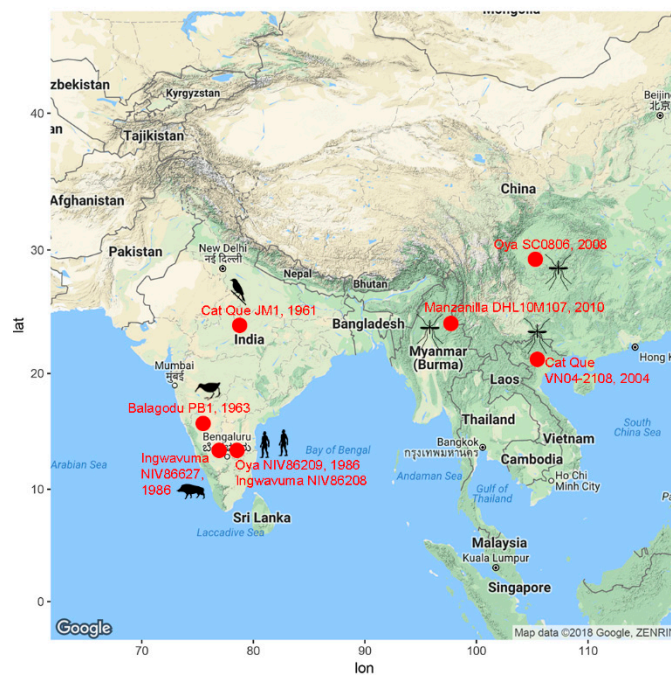 Mongolia
zbekistan
Kyrgyzstan
Beijing
北京
40
Tajikistan
Afghanistan
China
30
Pakistan
New Delhi
नई दिल्ली
Oya SC0806, 2008
Nepal
Bhutan
Cat Que JM1, 1961
Manzanilla DHL10M107, 2010
India
Bangladesh
lat
Mumbai
मुंबई
Myanmar
(Burma)
Hong K
20
Laos
Cat Que
VN04-2108, 2004
Balagodu PB1, 1963
Thailand
South
China Sea
Bengaluru
Vietnam
Ingwavuma
NIV86627,
1986
Oya NIV86209, 1986
Ingwavuma NIV86208
Bay of Bengal
Bangkok
กรุงเทพมหานคร
Cambodia
Arabian Sea
Andaman Sea
Ho Chi
Minh City
10
Gulf of
Thailand
Sri Lanka
Laccadive Sea
Malaysia
Kuala Lumpur
Singapore
0
Google
Map data ©2018 Google, ZENRIN
70
80
90
100
110
lon